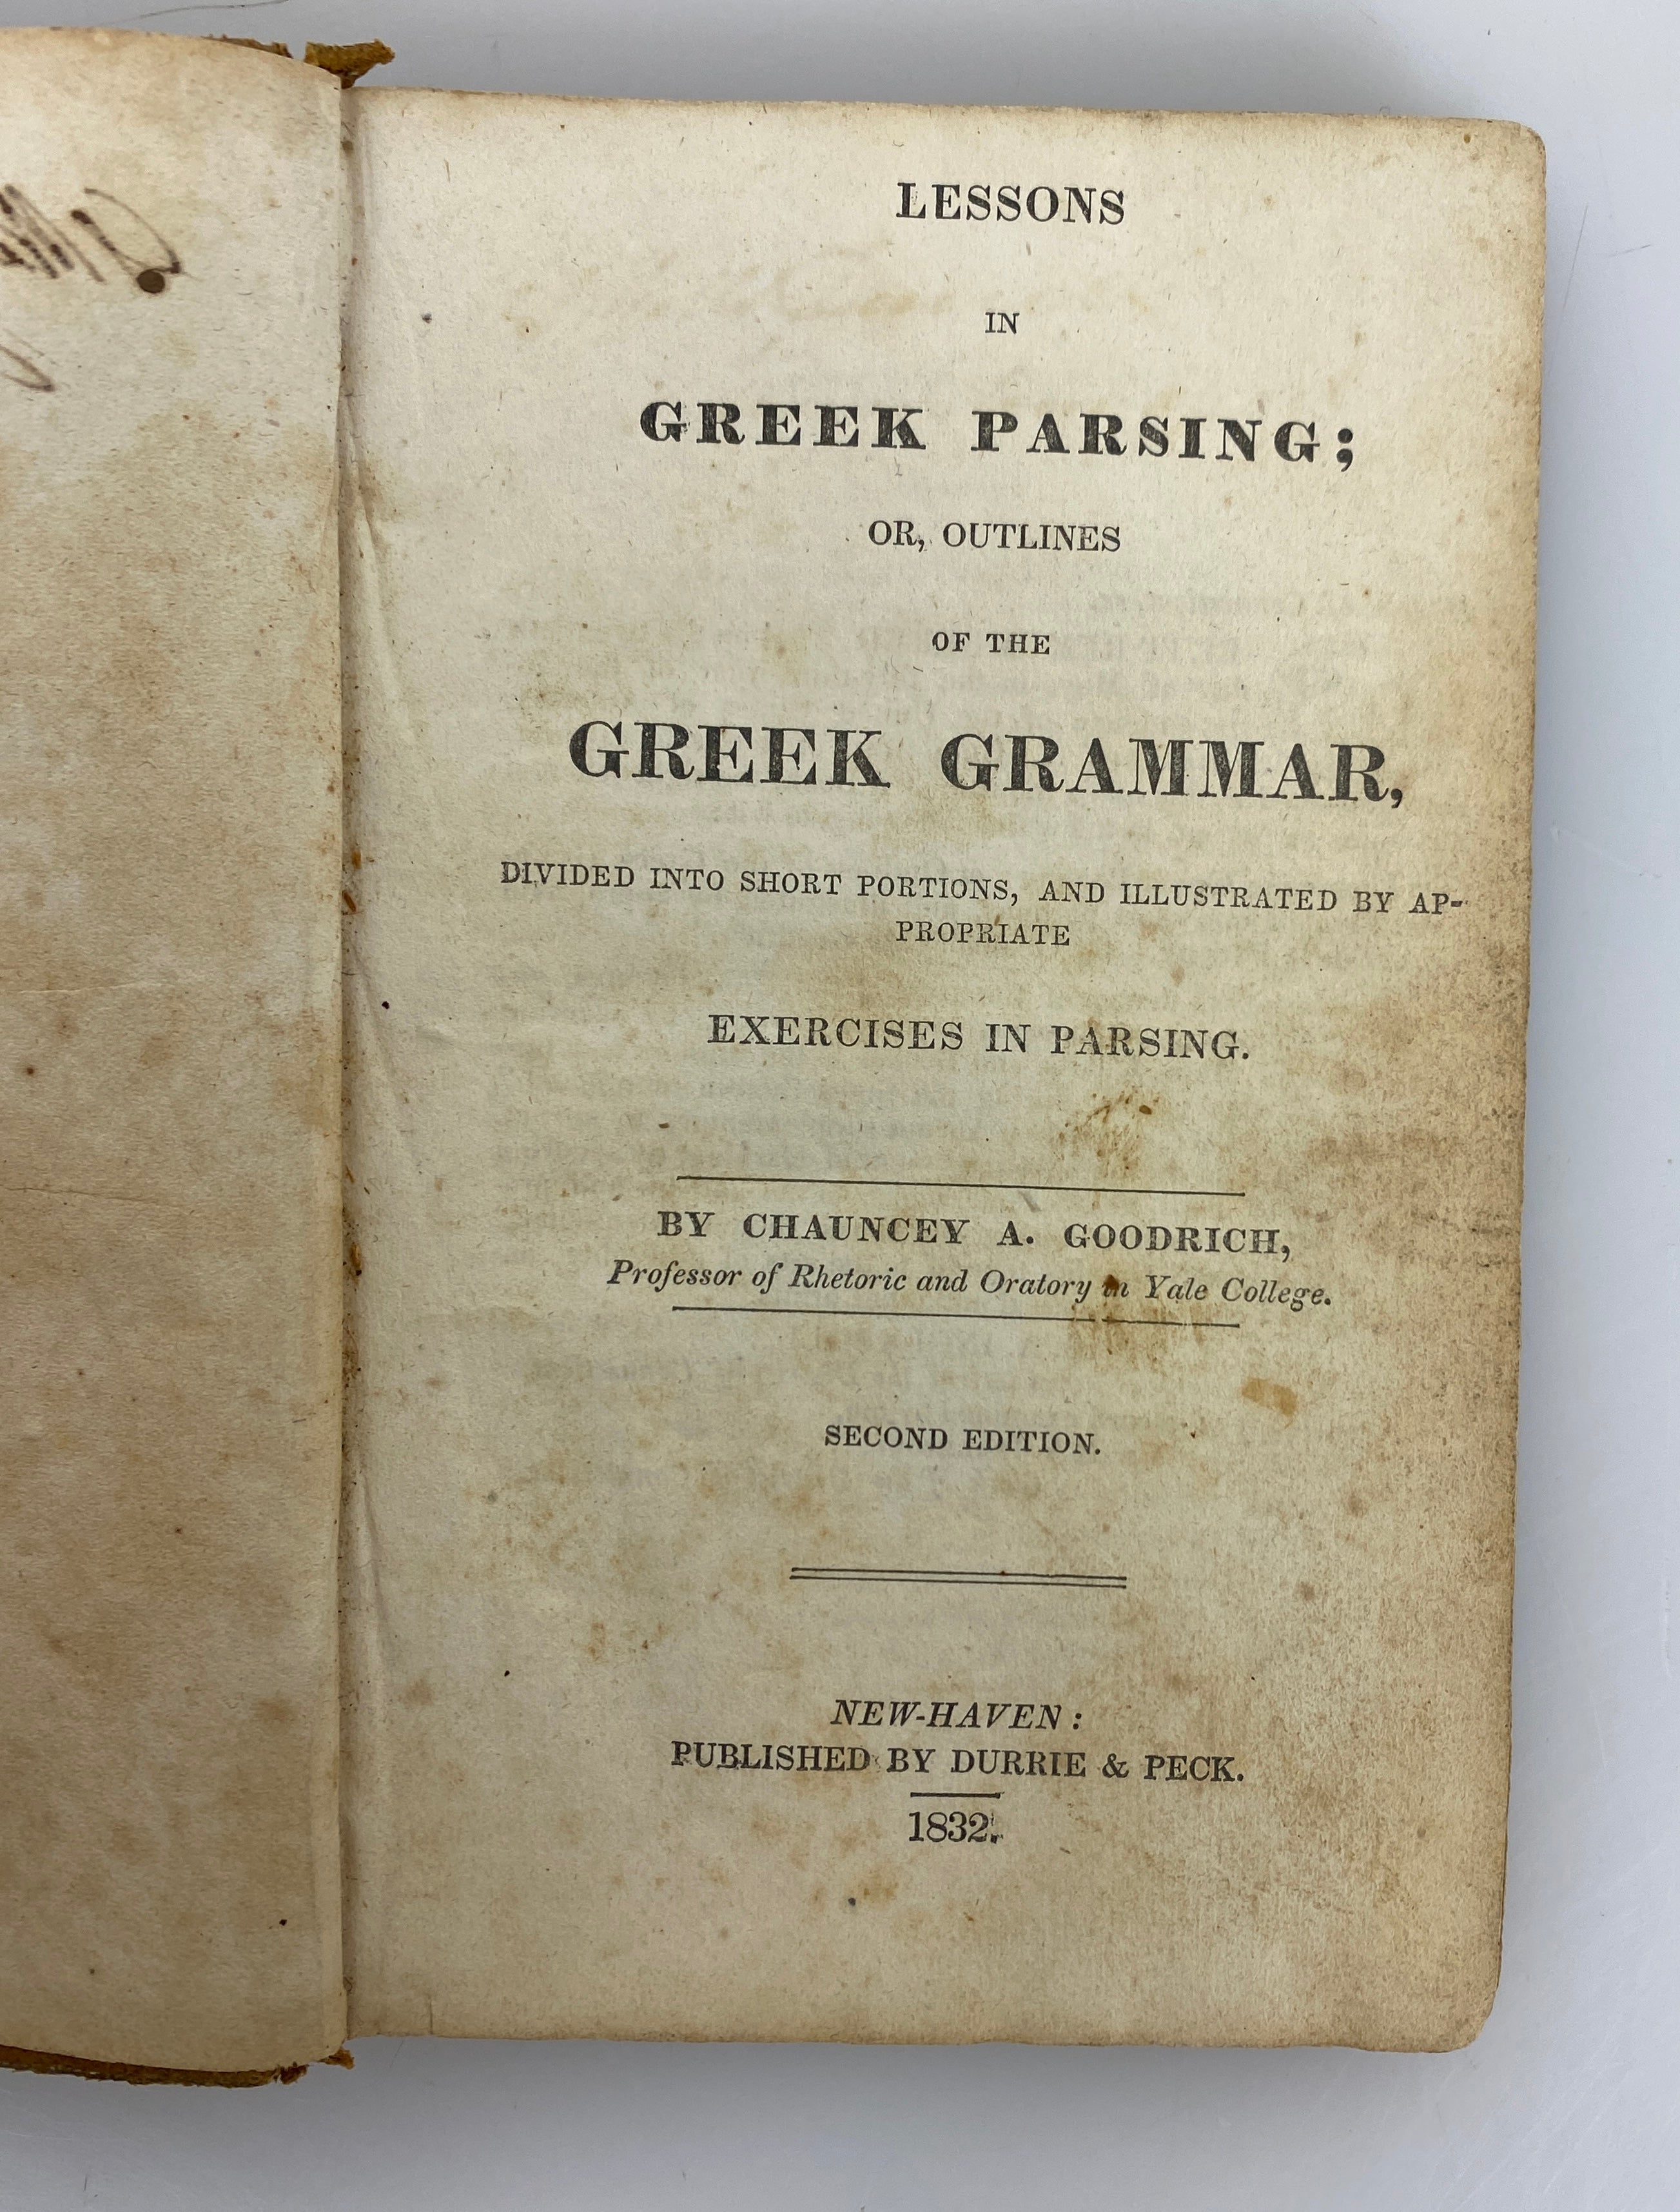 LESSONS
IN
GREEK PARSING;
OR, OUTLINES
OF THE
GREEK GRAMMAR,
DIVIDED INTO SHORT PORTIONS, AND ILLUSTRATED BY AP-
PROPRIATE
EXERCISES IN PARSING.
BY CHAUNCEY A. GOODRICH,
Professor of Rhetoric and Oratory in Yale College.
SECOND EDITION.
NEW-HAVEN:
PUBLISHED BY DURRIE & PECK.
1832.